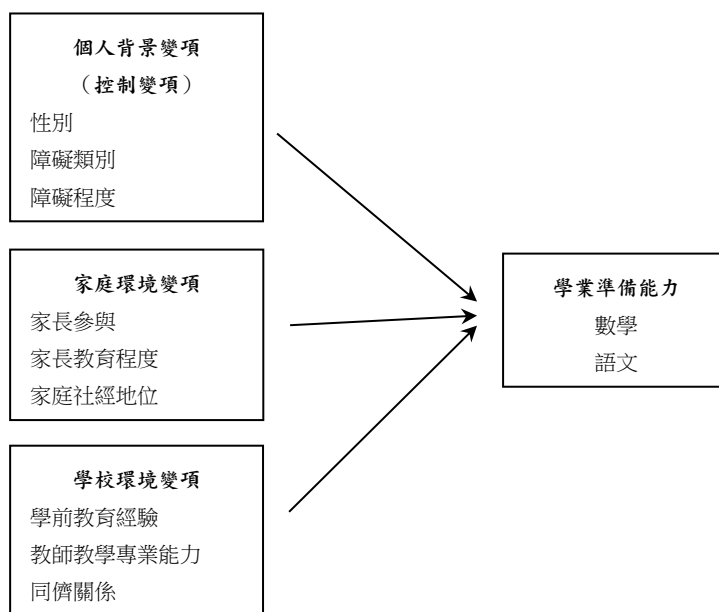 個人背景變項
（控制變項）
性別
障礙類別
障礙程度
家庭環境變項
家長參與
家長教育程度
家庭社經地位
學校環境變項
學前教育經驗
教師教學專業能力
同儕關係
學業準備能力
數學
語文